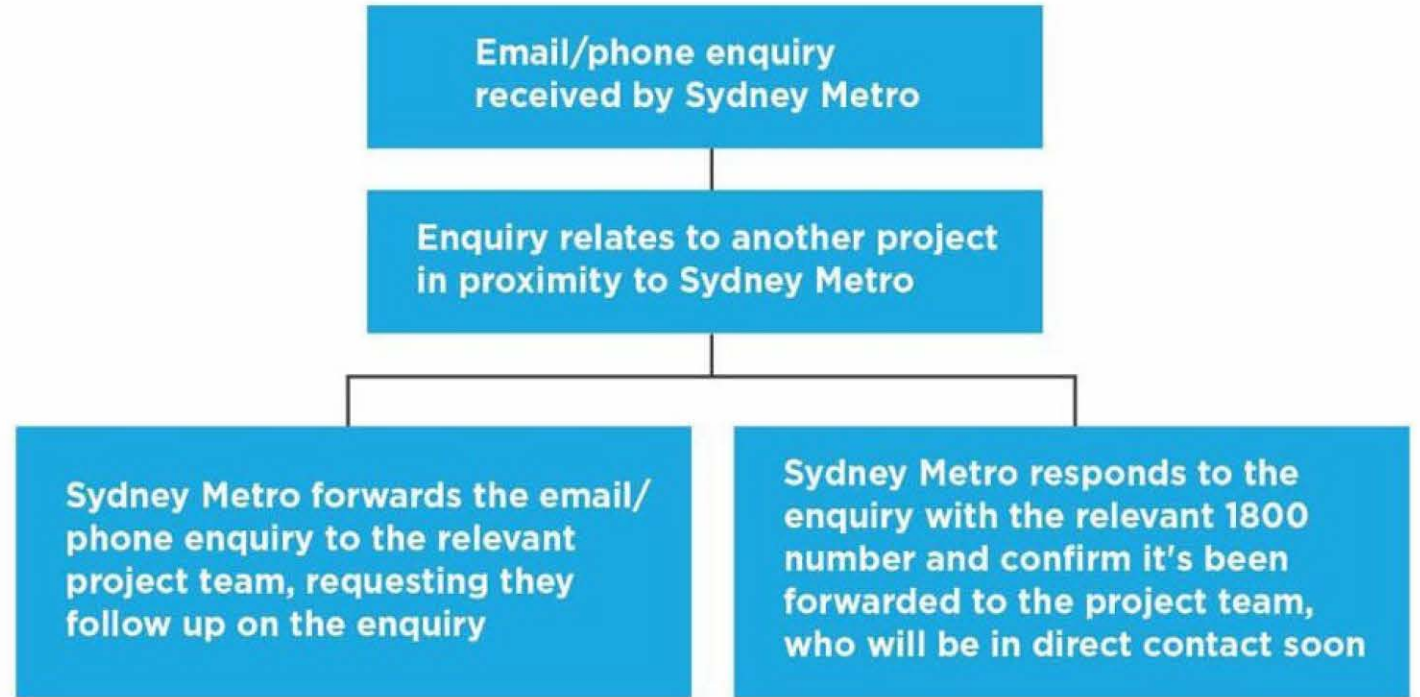 Email/phone enquiry
received by Sydney Metro
Enquiry relates to another project
in proximity to Sydney Metro
Sydney Metro forwards the email/
phone enquiry to the relevant
project team, requesting they
follow up on the enquiry
Sydney Metro responds to the
enquiry with the relevant 1800
number and confirm it's been
forwarded to the project team,
who will be in direct contact soon